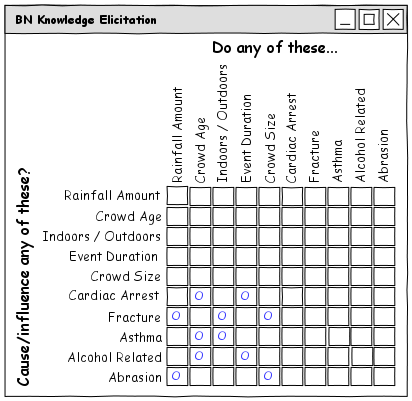 BN Knowledge Elicitation
Do any of these...
Rainfall Amount
Crowd Age
Indoors / Outdoors
Event Duration
Crowd Size
Cardiac Arrest
Fracture
Asthma
Alcohol Related
Abrasion
Cause/influence any of these?
Rainfall Amount
Crowd Age
Indoors / Outdoors
Event Duration
Crowd Size
Cardiac Arrest O O
Fracture O O O
Asthma O O
Alcohol Related O O
Abrasion O O